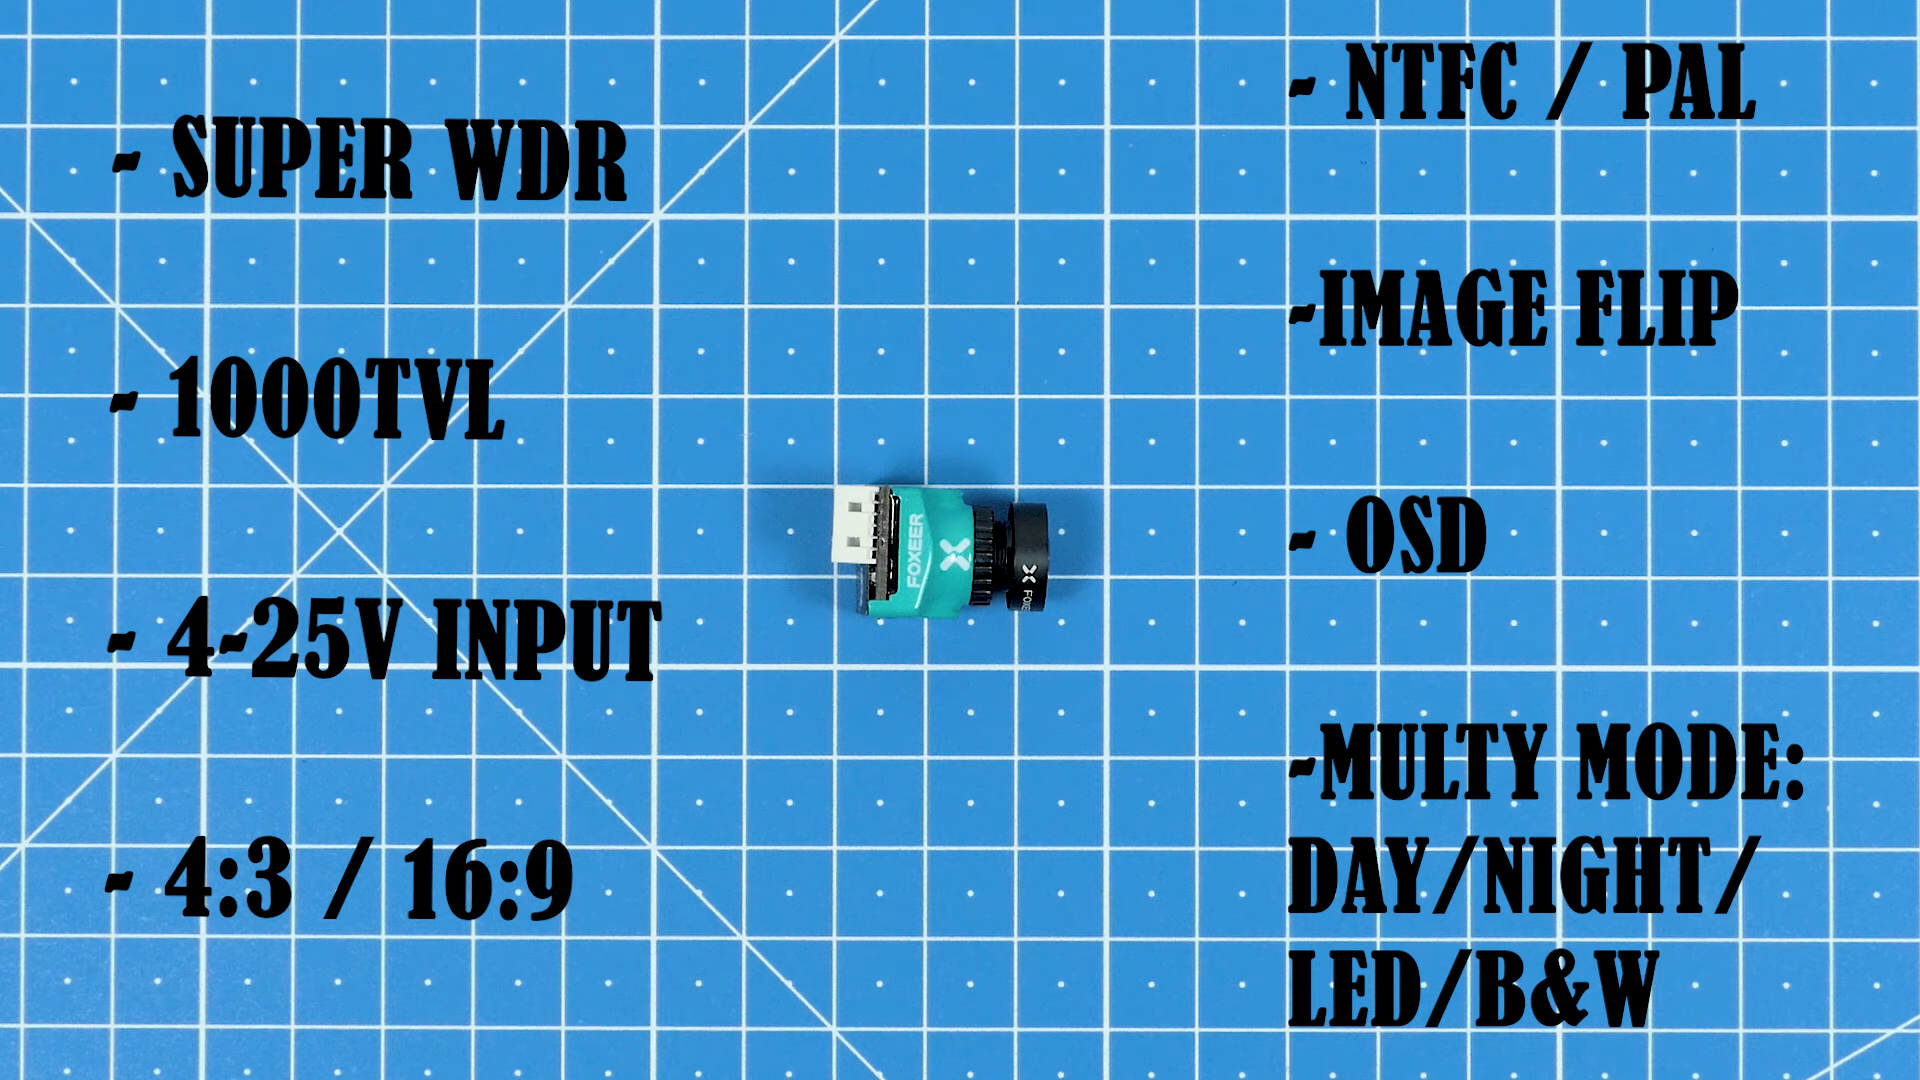 - SUPER WDR
- 1000TVL
- 4-25V INPUT
- 4:3 / 16:9
FOXEER
- NTFC / PAL
-IMAGE FLIP
- OSD
-MULTY MODE:
DAY/NIGHT/
LED/B&W